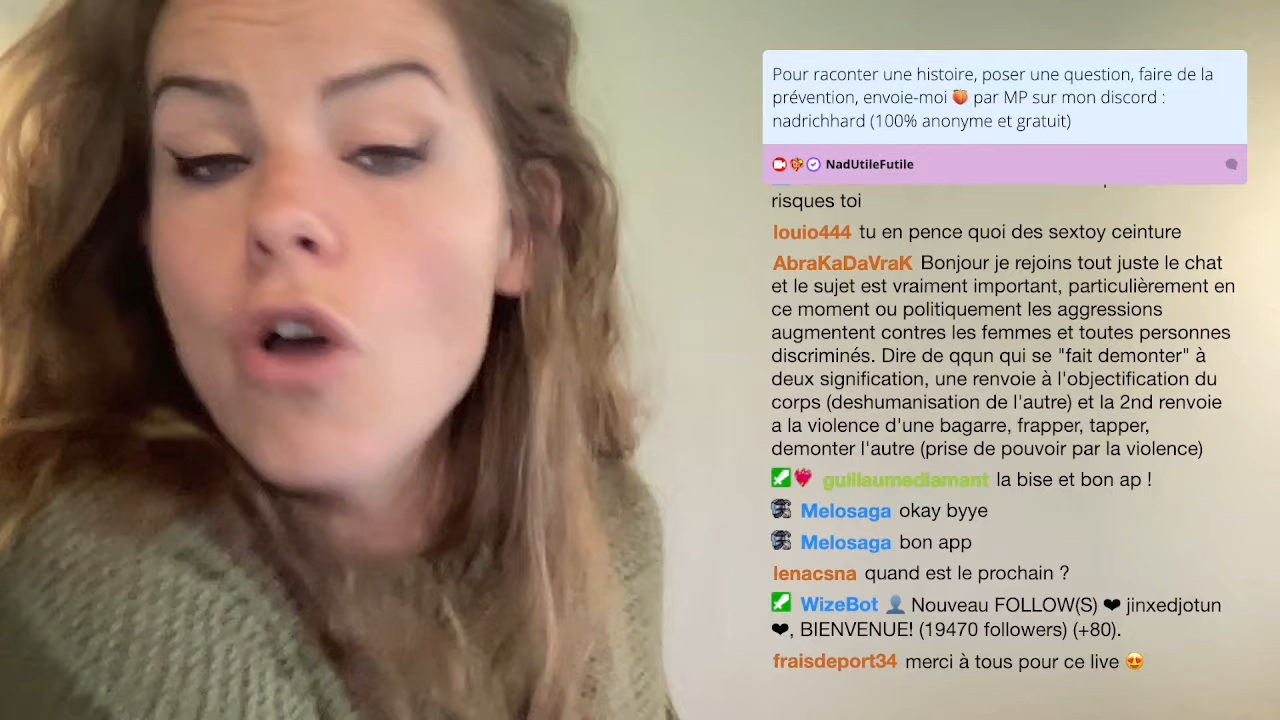 Pour raconter une histoire, poser une question, faire de la
prévention, envoie-moi 🍑 par MP sur mon discord :
nadrichhard (100% anonyme et gratuit)
NadUtileFutile
risques toi
louio444 tu en pence quoi des sextoy ceinture
AbraKaDaVraK Bonjour je rejoins tout juste le chat
et le sujet est vraiment important, particulièrement en
ce moment ou politiquement les aggressions
augmentent contres les femmes et toutes personnes
discriminés. Dire de qqun qui se "fait demonter" à
deux signification, une renvoie à l'objectification du
corps (deshumanisation de l'autre) et la 2nd renvoie
a la violence d'une bagarre, frapper, tapper,
demonter l'autre (prise de pouvoir par la violence)
guillaumediamant la bise et bon ap !
Melosaga okay byye
Melosaga bon app
lenacsna quand est le prochain ?
WizeBot 👤 Nouveau FOLLOW(S) ❤ jinxedjotun
❤, BIENVENUE! (19470 followers) (+80).
fraisdeport34 merci à tous pour ce live 😍